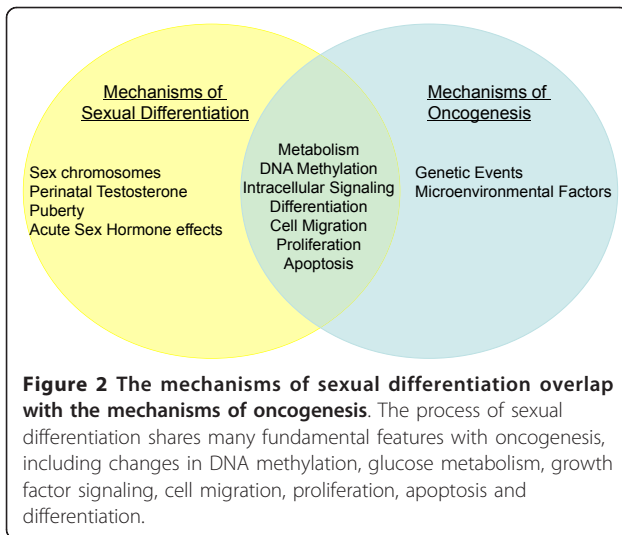 Mechanisms of
Sexual Differentiation
Sex chromosomes
Perinatal Testosterone
Puberty
Acute Sex Hormone effects
Metabolism
DNA Methylation
Intracellular Signaling
Differentiation
Cell Migration
Proliferation
Apoptosis
Mechanisms of
Oncogenesis
Genetic Events
Microenvironmental Factors
Figure 2 The mechanisms of sexual differentiation overlap
with the mechanisms of oncogenesis. The process of sexual
differentiation shares many fundamental features with oncogenesis,
including changes in DNA methylation, glucose metabolism, growth
factor signaling, cell migration, proliferation, apoptosis and
differentiation.